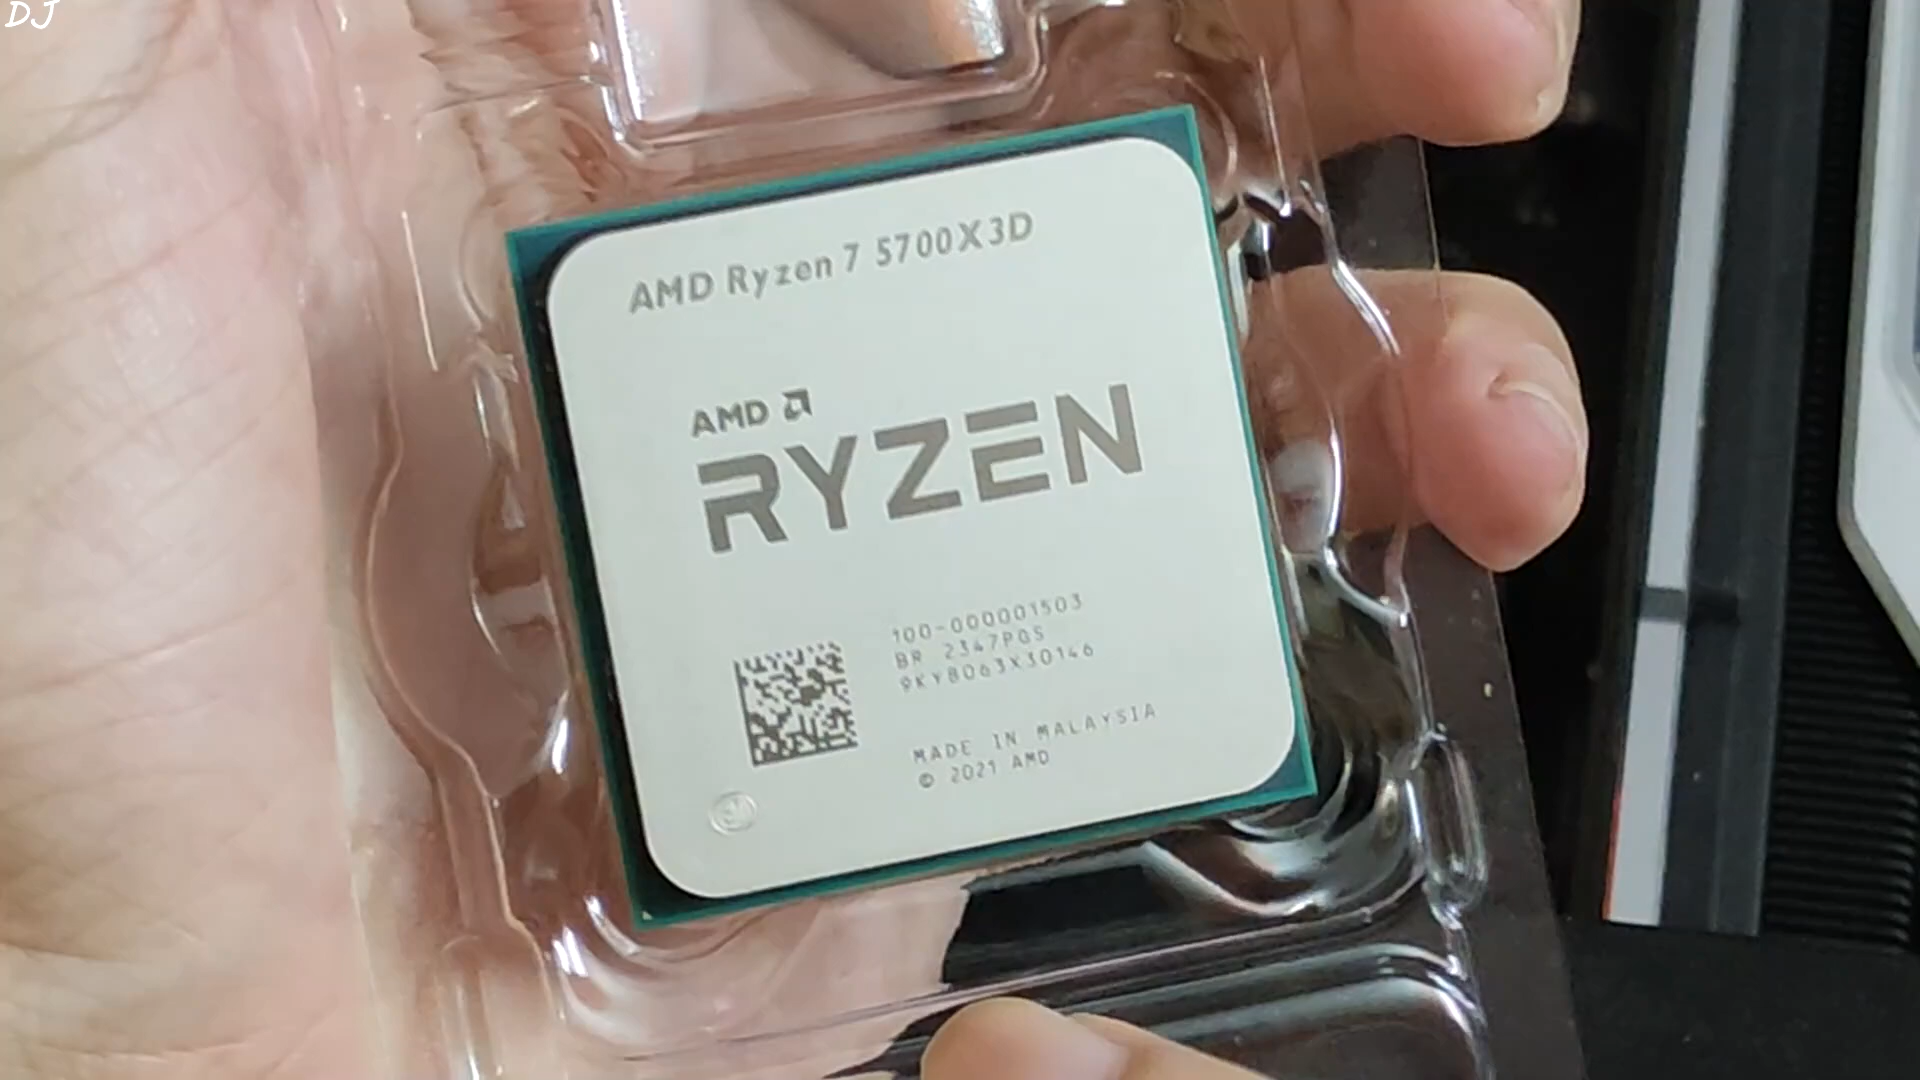 DJ
AMD Ryzen 7 5700X3D
AMD
RYZEN
100-000001503
BR 2347PGS
9KY8063X30146
MADE IN MALAYSIA
© 2021 AMD